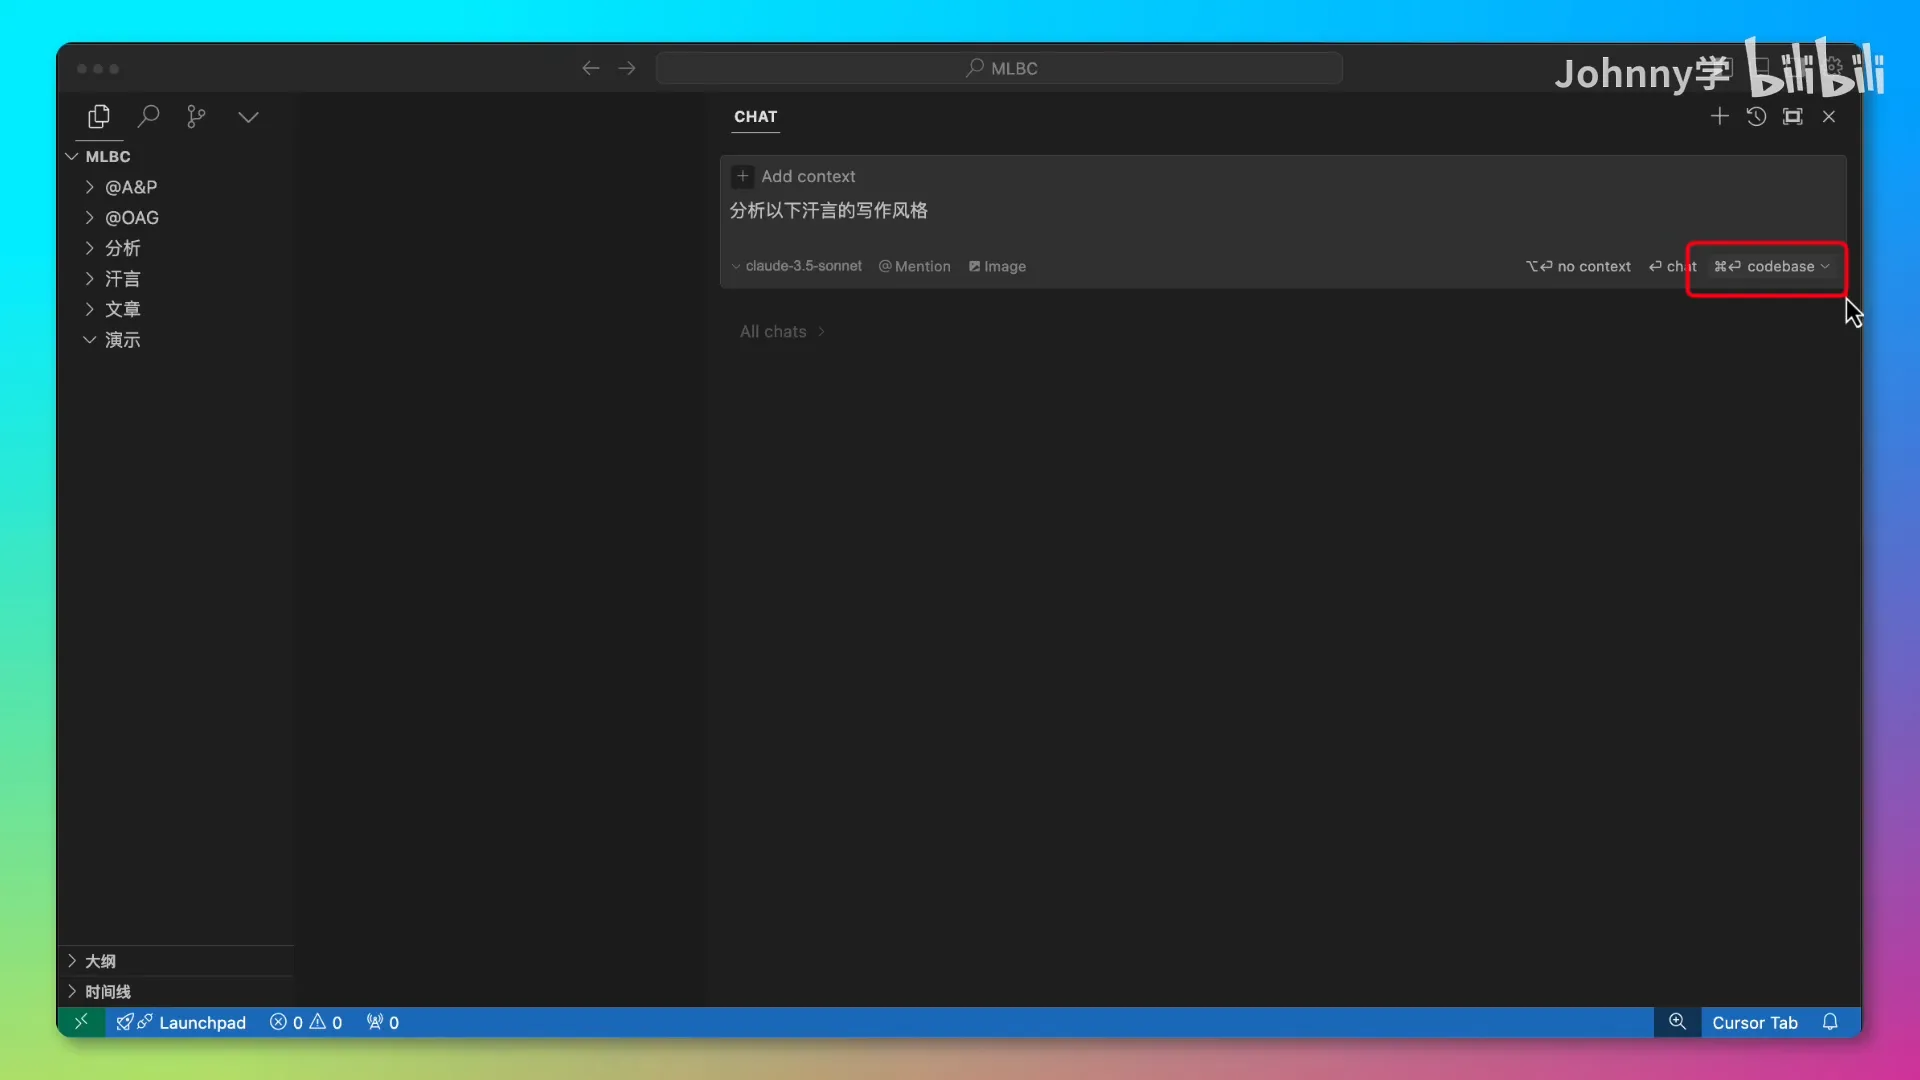 MLBC
Johnny学 bilibili
CHAT
MLBC
@A&P
@OAG
分析
汗言
文章
演示
Add context
分析以下汗言的写作风格
claude-3.5-sonnet @Mention Image
⌥⏎ no context ⏎ chat ⌘⏎ codebase
All chats
大纲
时间线
Launchpad 0 0 0
Cursor Tab